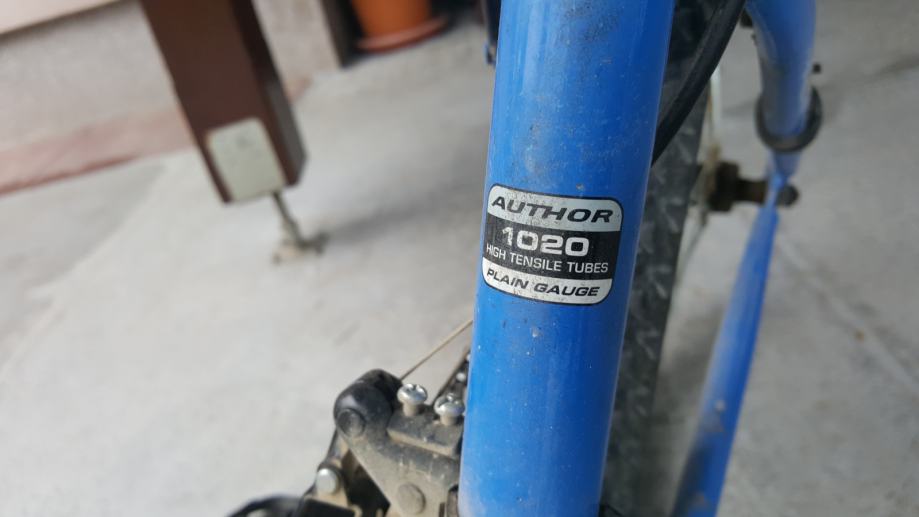 AUTHOR
1020
HIGH TENSILE TUBES
PLAIN GAUGE